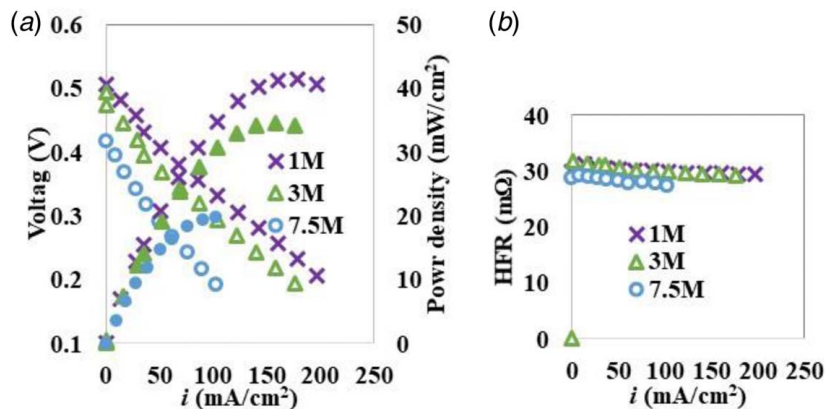 (a)
0.6
0.5
0.4
0.3
0.2
0.1
Voltag (V)
0 50 100 150 200 250
i (mA/cm²)
50
40
30
20
10
0
Powr density (mW/cm²)
1M
3M
7.5M
(b)
40
30
20
10
0
HFR (mΩ)
0 50 100 150 200 250
i (mA/cm²)
1M
3M
7.5M